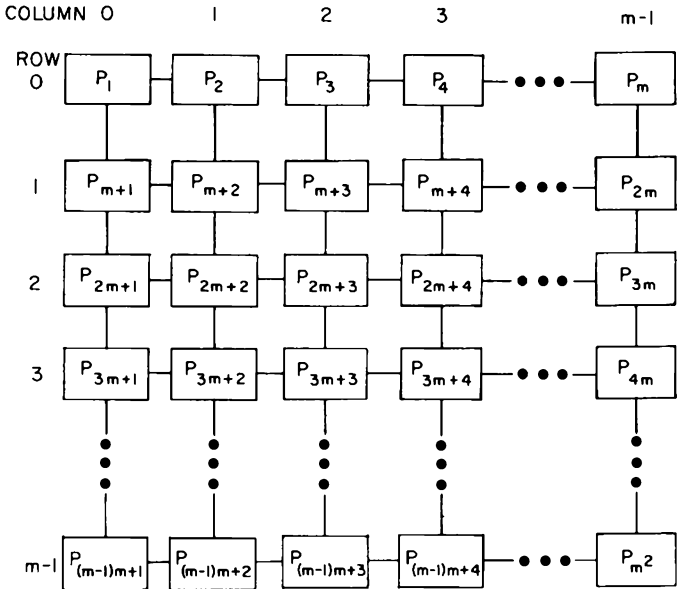 COLUMN 0 1 2 3 m-1
ROW
0 P₁ P₂ P₃ P₄ ••• Pₘ
1 Pₘ₊₁ Pₘ₊₂ Pₘ₊₃ Pₘ₊₄ ••• P₂ₘ
2 P₂ₘ₊₁ P₂ₘ₊₂ P₂ₘ₊₃ P₂ₘ₊₄ ••• P₃ₘ
3 P₃ₘ₊₁ P₃ₘ₊₂ P₃ₘ₊₃ P₃ₘ₊₄ ••• P₄ₘ
m-1 P₍ₘ₋₁₎ₘ₊₁ P₍ₘ₋₁₎ₘ₊₂ P₍ₘ₋₁₎ₘ₊₃ P₍ₘ₋₁₎ₘ₊₄ ••• Pₘ2